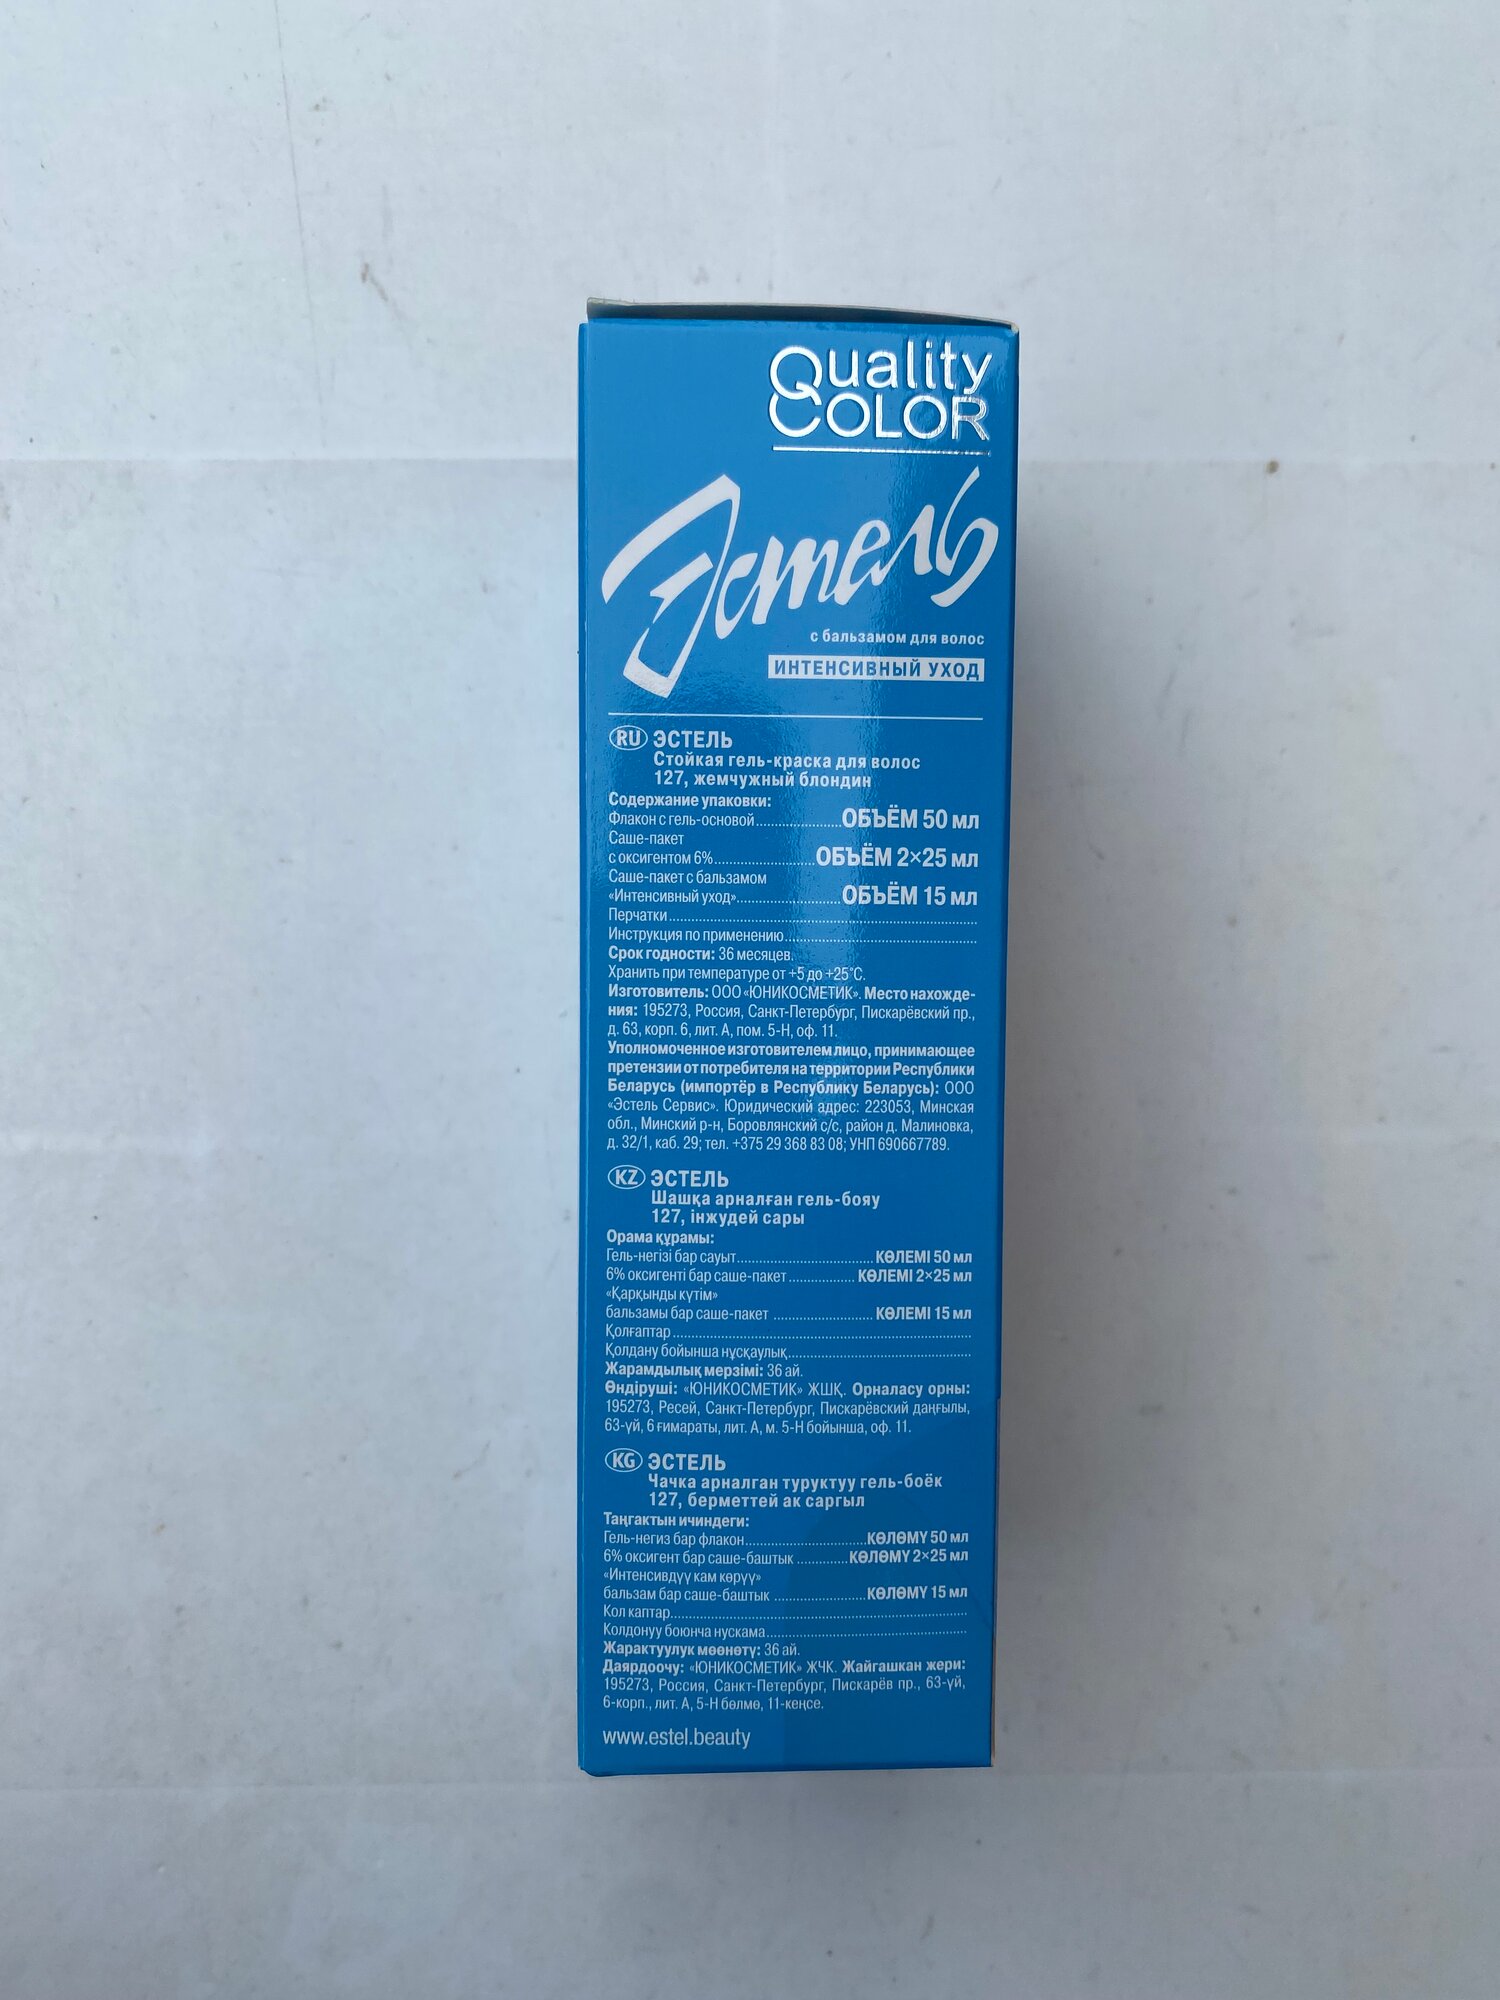 Quality
COLOR
Эстель
с бальзамом для волос
ИНТЕНСИВНЫЙ УХОД
RU ЭСТЕЛЬ
Стойкая гель-краска для волос
127, жемчужный блондин
Содержание упаковки:
Флакон с гель-основой....................ОБЪЁМ 50 мл
Саше-пакет
с оксигентом 6%........................ОБЪЁМ 2×25 мл
Саше-пакет с бальзамом
«Интенсивный уход»........................ОБЪЁМ 15 мл
Перчатки........................................................................
Инструкция по применению............................................
Срок годности: 36 месяцев.
Хранить при температуре от +5 до +25°С.
Изготовитель: ООО «ЮНИКОСМЕТИК». Место нахожде-
ния: 195273, Россия, Санкт-Петербург, Пискарёвский пр.,
д. 63, корп. 6, лит. А, пом. 5-Н, оф. 11.
Уполномоченное изготовителем лицо, принимающее
претензии от потребителя на территории Республики
Беларусь (импортёр в Республику Беларусь): ООО
«Эстель Сервис». Юридический адрес: 223053, Минская
обл., Минский р-н, Боровлянский с/с, район д. Малиновка,
д. 32/1, каб. 29; тел. +375 29 368 83 08; УНП 690667789.
KZ ЭСТЕЛЬ
Шашқа арналған гель-бояу
127, інжудей сары
Орама құрамы:
Гель-негізі бар сауыт................................КӨЛЕМІ 50 мл
6% оксигенті бар саше-пакет................КӨЛЕМІ 2×25 мл
«Қарқынды күтім»
бальзамы бар саше-пакет ........................КӨЛЕМІ 15 мл
Қолғаптар........................................................................
Қолдану бойынша нұсқаулық............................................
Жарамдылық мерзімі: 36 ай.
Өндіруші: «ЮНИКОСМЕТИК» ЖШҚ. Орналасу орны:
195273, Ресей, Санкт-Петербург, Пискарёвский даңғылы,
63-үй, 6 ғимараты, лит. А, м. 5-Н бойынша, оф. 11.
KG ЭСТЕЛЬ
Чачка арналган туруктуу гель-боёк
127, берметтей ак саргыл
Таңгактын ичиндеги:
Гель-негиз бар флакон............................КӨЛӨМҮ 50 мл
6% оксигент бар саше-баштык ............КӨЛӨМҮ 2×25 мл
«Интенсивдүү кам көрүү»
бальзам бар саше-баштык ......................КӨЛӨМҮ 15 мл
Кол каптар........................................................................
Колдонуу боюнча нускама................................................
Жарактуулук мөөнөтү: 36 ай.
Даярдоочу: «ЮНИКОСМЕТИК» ЖЧК. Жайгашкан жери:
195273, Россия, Санкт-Петербург, Пискарёв пр., 63-үй,
6-корп., лит. А, 5-Н бөлмө, 11-кеңсе.
www.estel.beauty